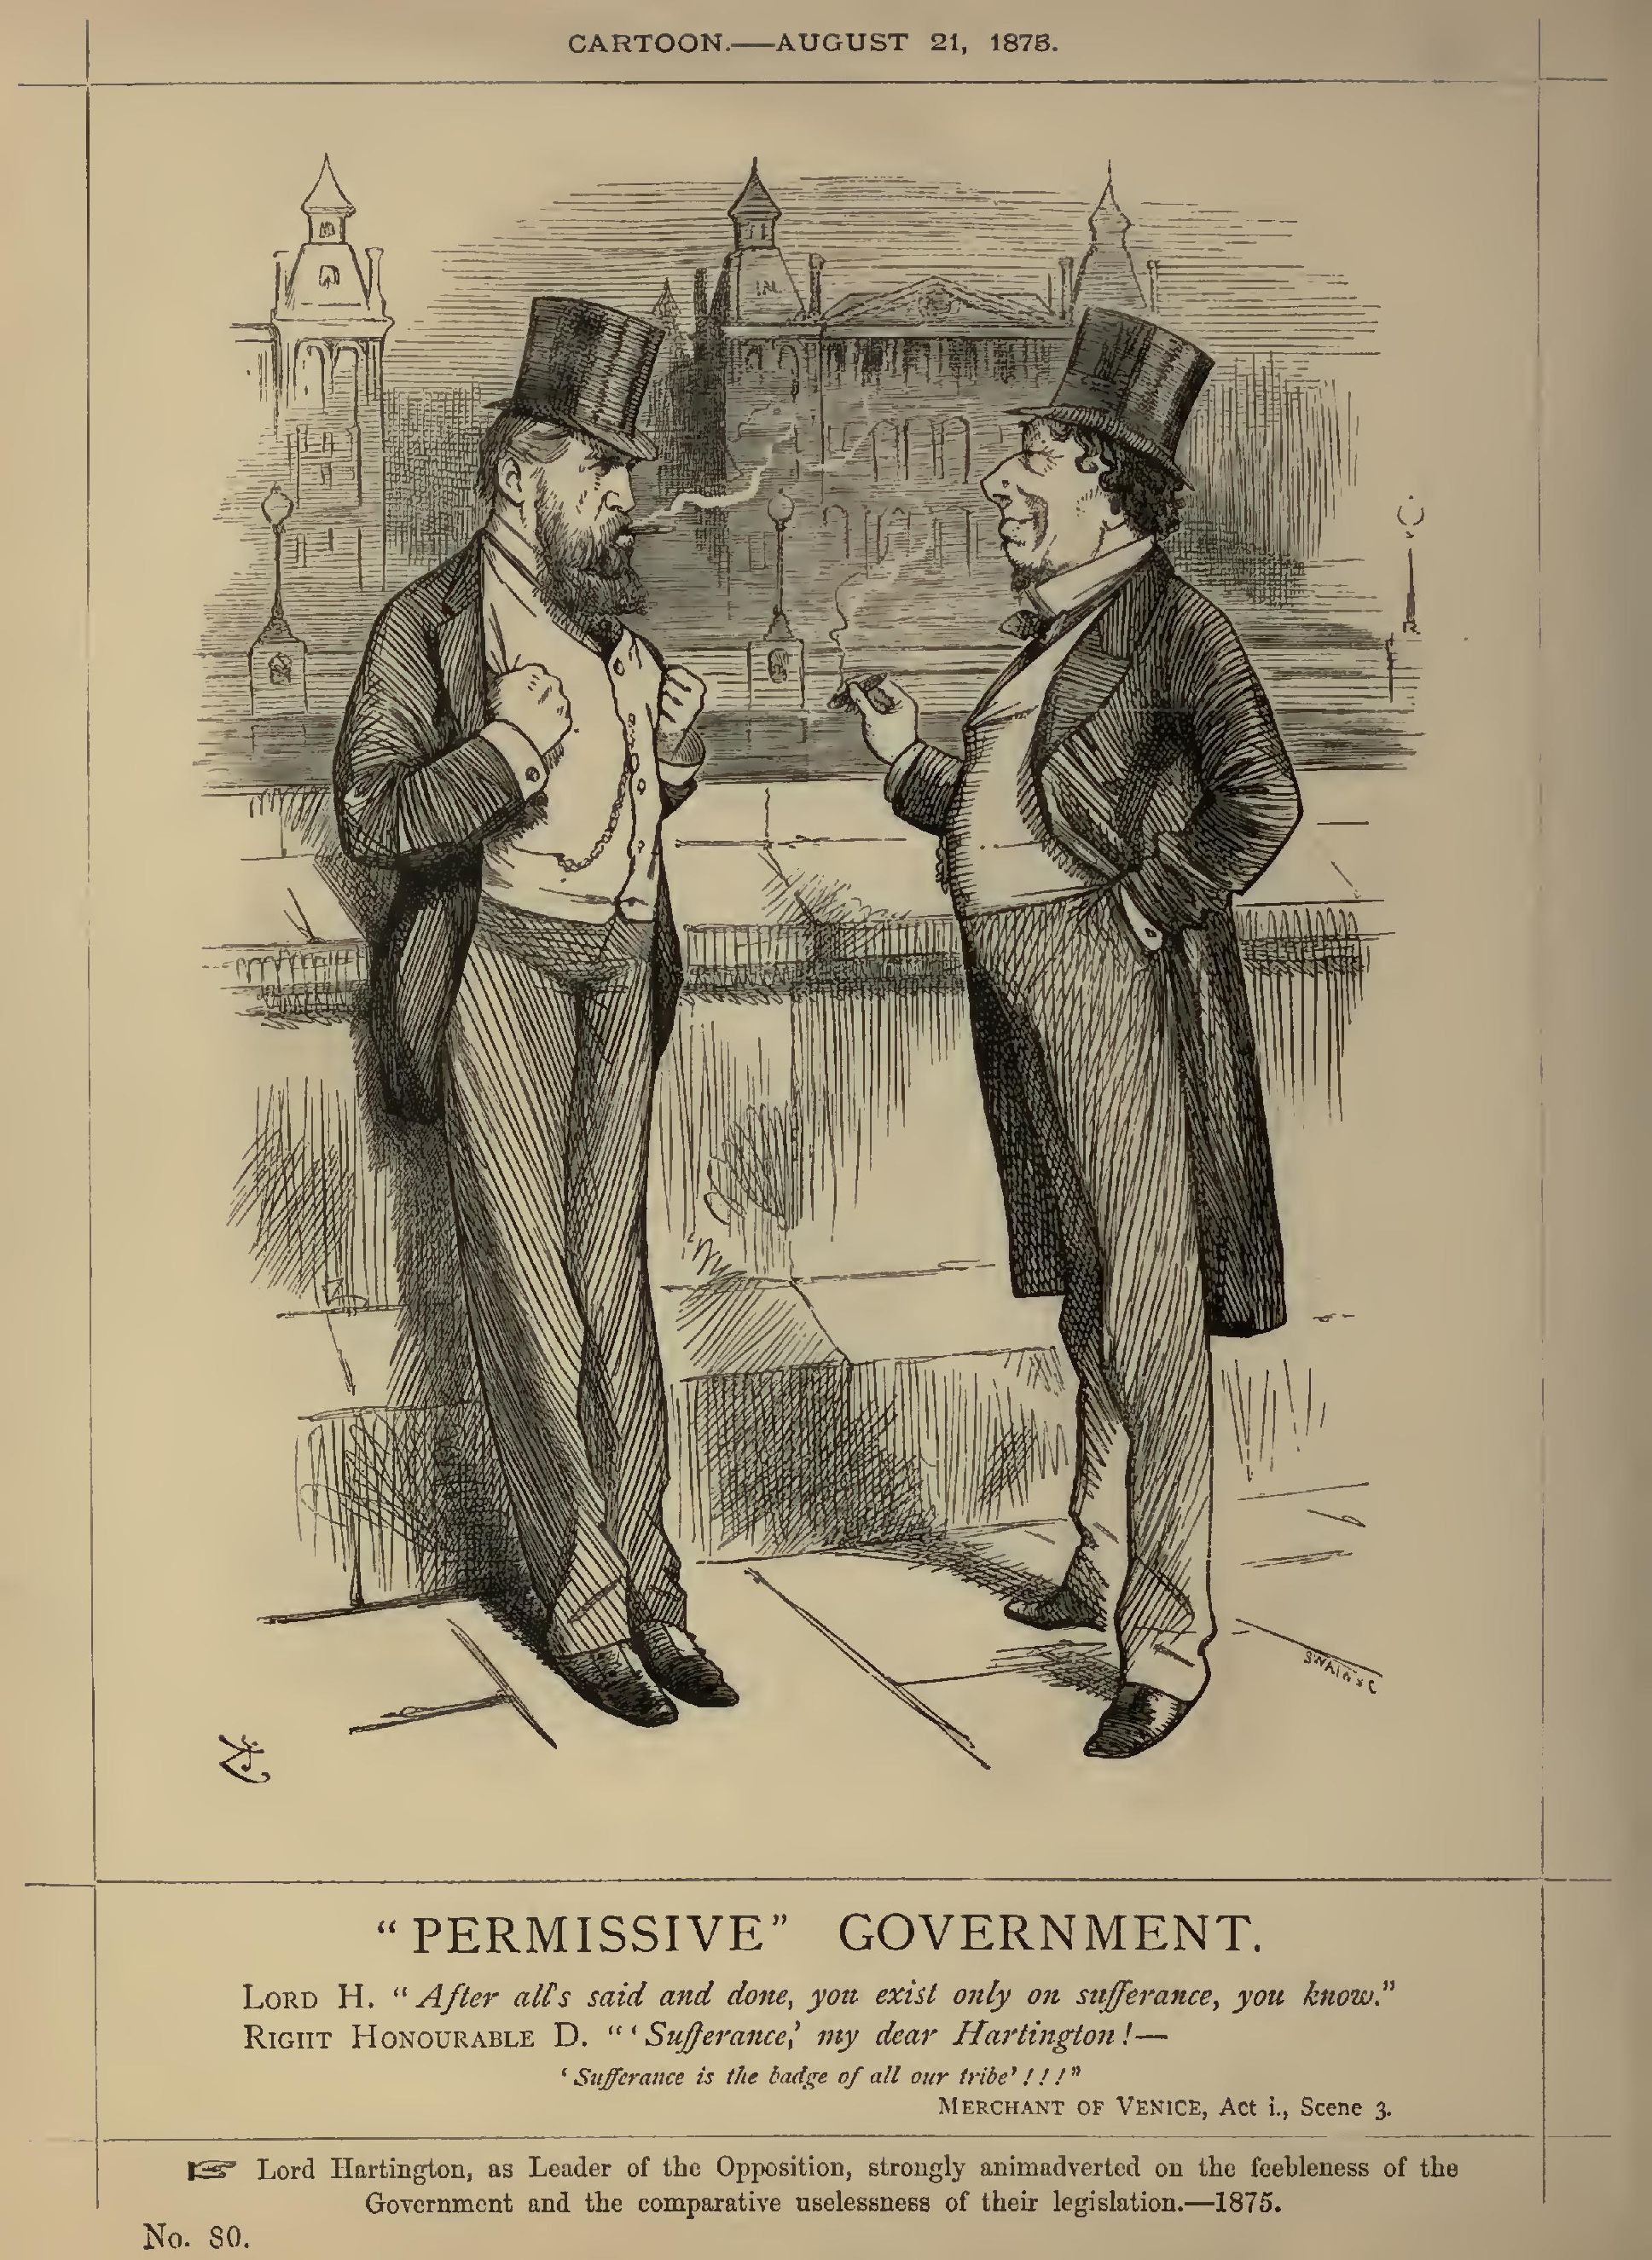 CARTOON.—AUGUST 21, 1875.
SWAIN SC
"PERMISSIVE" GOVERNMENT.
LORD H. "After all's said and done, you exist only on sufferance, you know."
RIGHT HONOURABLE D. "'Sufferance,' my dear Hartington!—
'Sufferance is the badge of all our tribe'!!!"
MERCHANT OF VENICE, Act i., Scene 3.
☞ Lord Hartington, as Leader of the Opposition, strongly animadverted on the feebleness of the
Government and the comparative uselessness of their legislation.—1875.
No. 80.